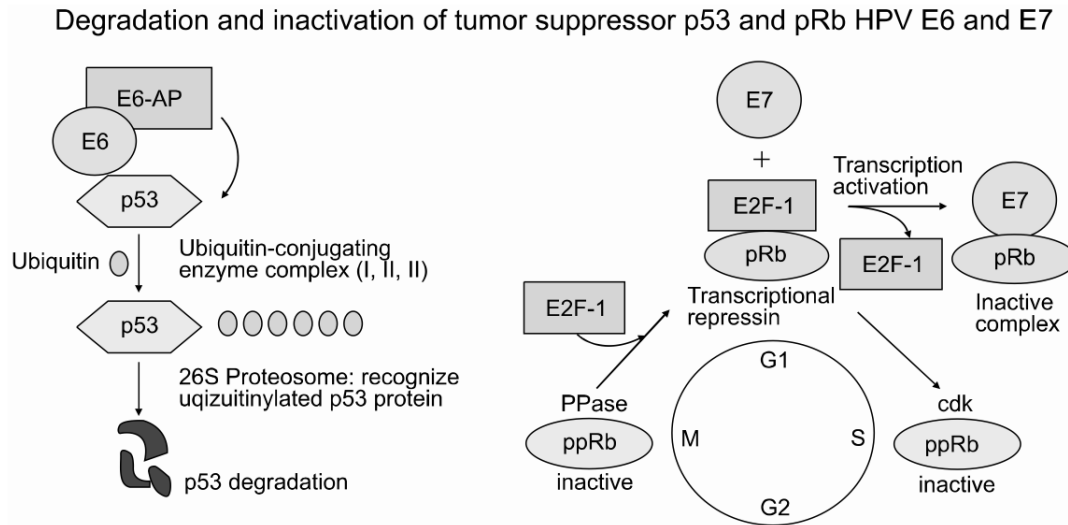 Degradation and inactivation of tumor suppressor p53 and pRb HPV E6 and E7
E6-AP
E6
p53
Ubiquitin
Ubiquitin-conjugating
enzyme complex (I, II, II)
p53
26S Proteosome: recognize
uqizuitinylated p53 protein
p53 degradation
E7
+
E2F-1
pRb
Transcriptional
repressin
Transcription
activation
E2F-1
E7
pRb
Inactive
complex
E2F-1
PPase
ppRb
inactive
G1
M
S
G2
cdk
ppRb
inactive